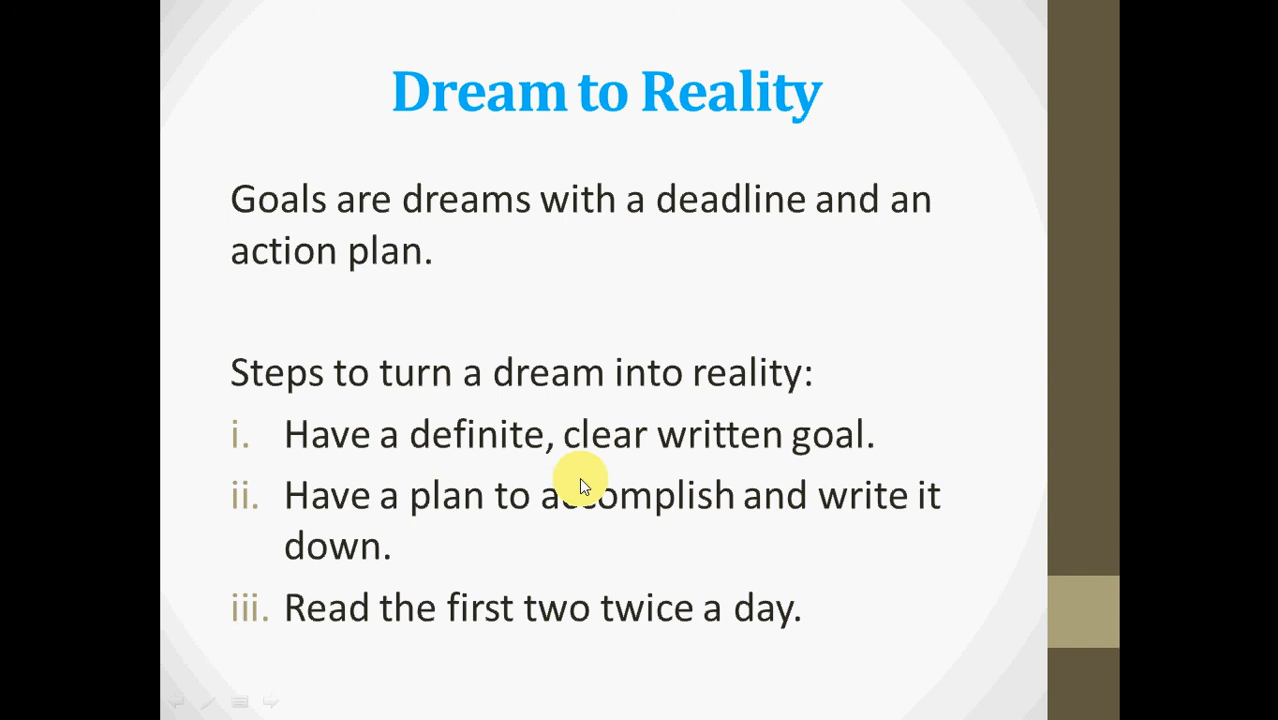 Dream to Reality
Goals are dreams with a deadline and an
action plan.
Steps to turn a dream into reality:
i. Have a definite, clear written goal.
ii. Have a plan to accomplish and write it
down.
iii. Read the first two twice a day.